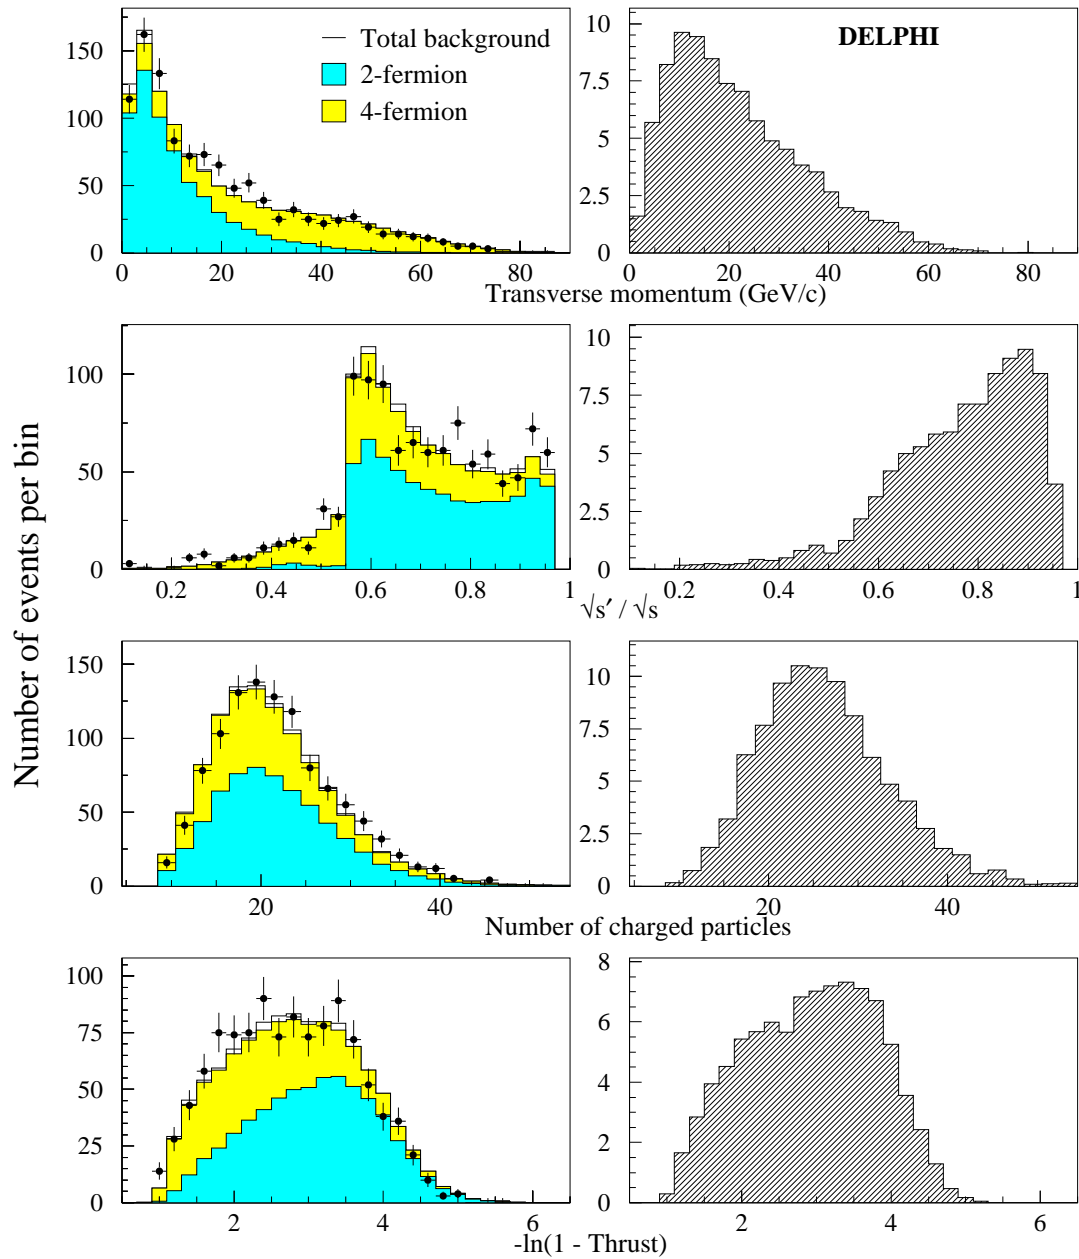 DELPHI
Total background
2-fermion
4-fermion
150
100
50
0
10
7.5
5
2.5
0
0 20 40 60 80
0 20 40 60 80
Transverse momentum (GeV/c)
100
50
0
10
7.5
5
2.5
0
0.2 0.4 0.6 0.8 1
0.2 0.4 0.6 0.8 1
√s′ / √s
Number of events per bin
150
100
50
0
10
7.5
5
2.5
0
20 40
20 40
Number of charged particles
100
75
50
25
0
8
6
4
2
0
2 4 6
2 4 6
-ln(1 - Thrust)